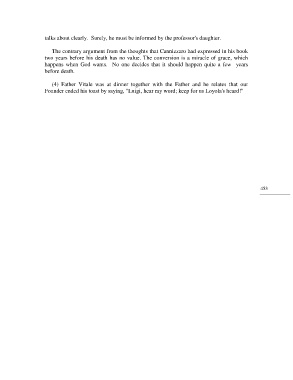 talks about clearly. Surely, he must be informed by the professor's daughter.
The contrary argument from the thoughts that Cannizzaro had expressed in his book
two years before his death has no value. The conversion is a miracle of grace, which
happens when God wants. No one decides that it should happen quite a few years
before death.
(4) Father Vitale was at dinner together with the Father and he relates that our
Founder ended his toast by saying, "Luigi, hear my word; keep for us Loyola's heard!"